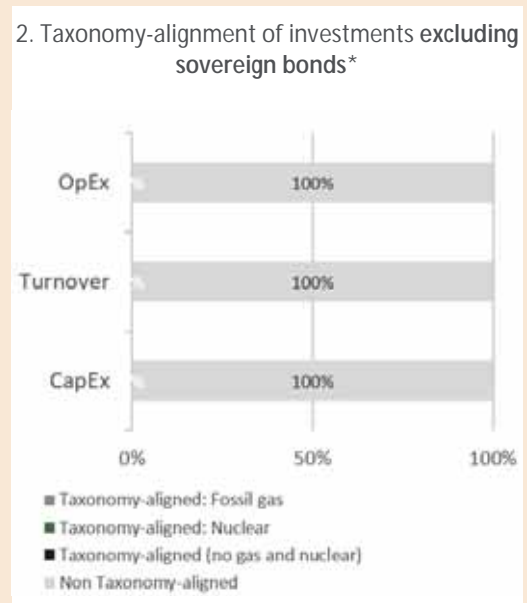 2. Taxonomy-alignment of investments excluding
sovereign bonds*
OpEx
100%
Turnover
100%
CapEx
100%
0%
50%
100%
Taxonomy-aligned: Fossil gas
Taxonomy-aligned: Nuclear
Taxonomy-aligned (no gas and nuclear)
Non Taxonomy-aligned